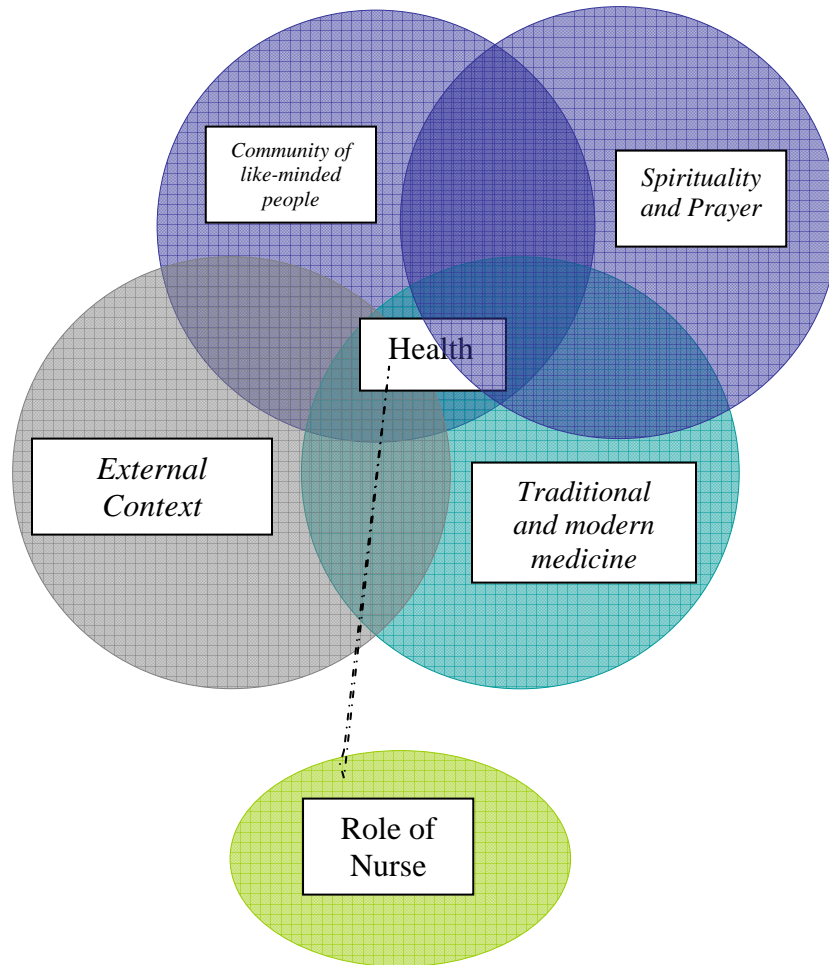 Community of
like-minded
people
Spirituality
and Prayer
Health
External
Context
Traditional
and modern
medicine
Role of
Nurse